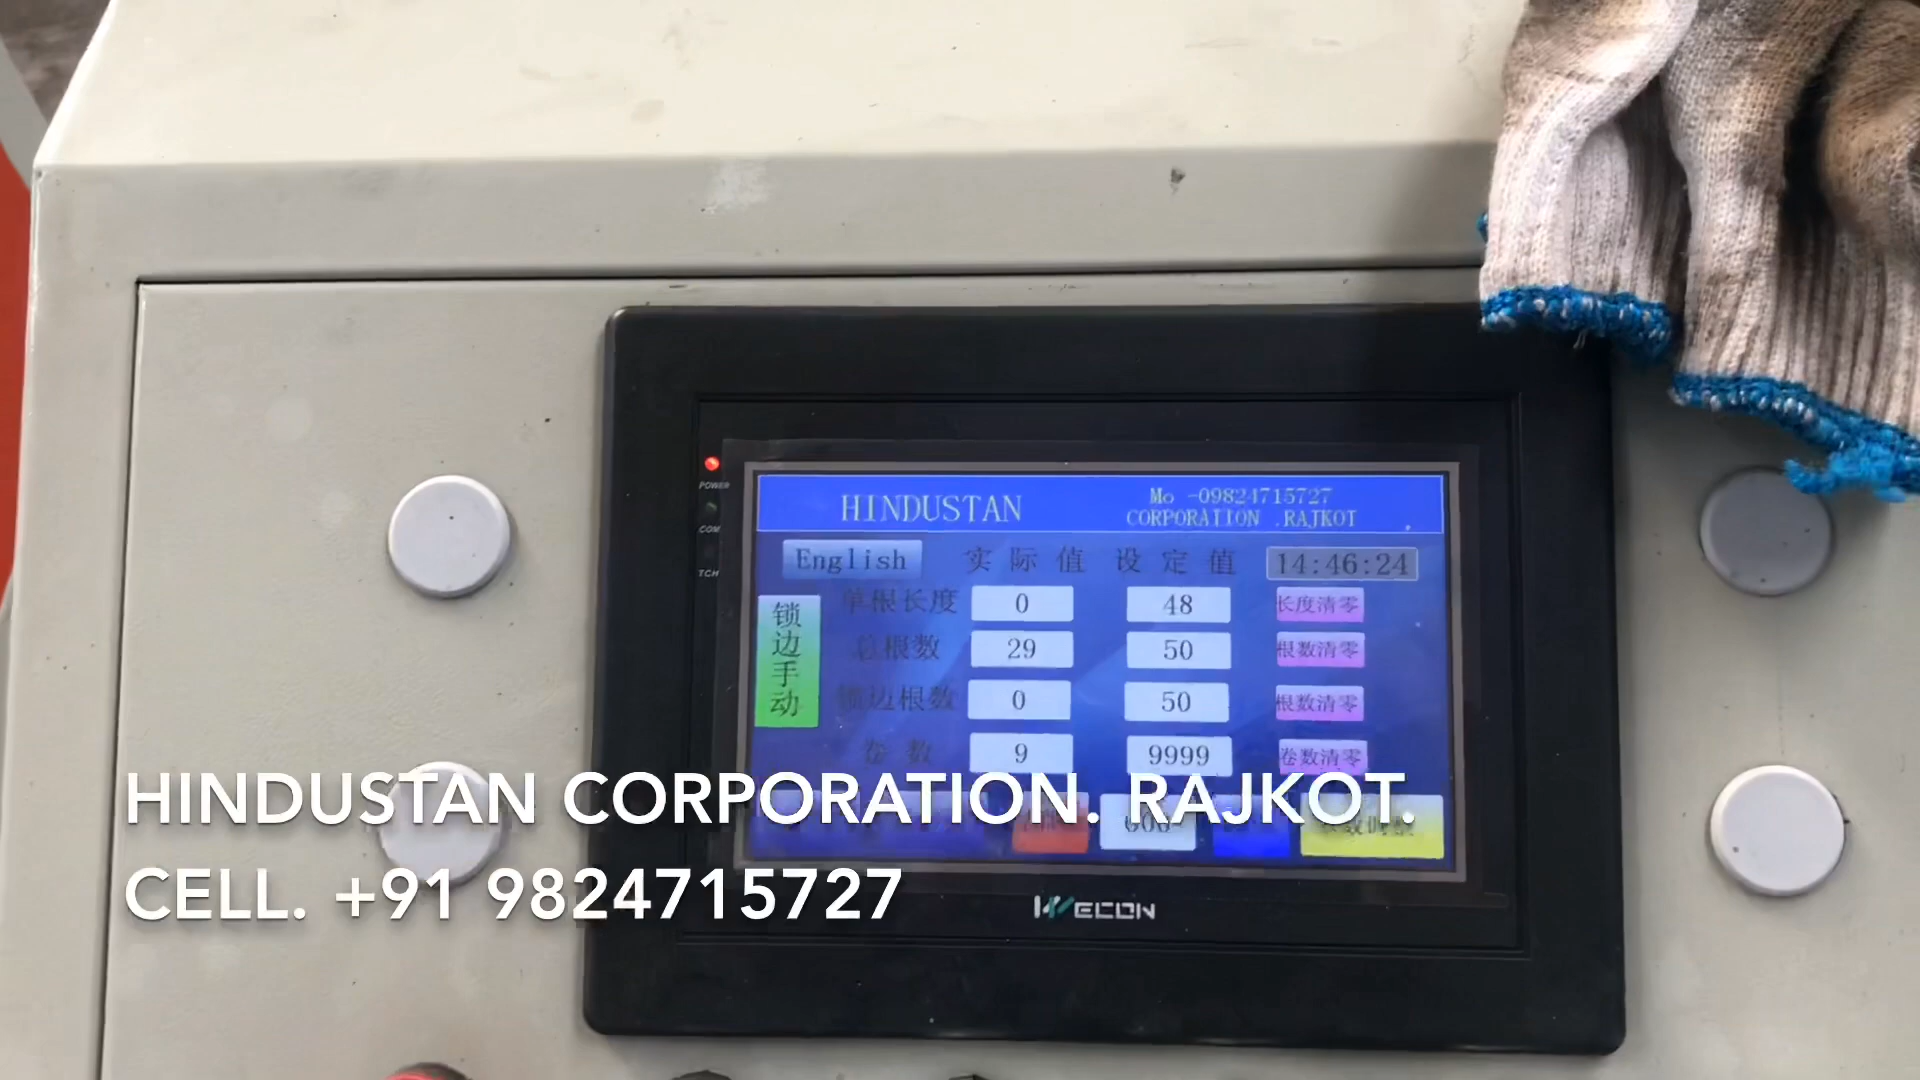 POWER
COM
TCH
HINDUSTAN
Mo -09824715727
CORPORATION .RAJKOT
English
实际值 设定值
14:46:24
锁边手动
单根长度 0 48 长度清零
总根数 29 50 根数清零
锁边根数 0 50 根数清零
卷数 9 9999 卷数清零
HINDUSTAN CORPORATION. RAJKOT.
CELL. +91 9824715727
WECON